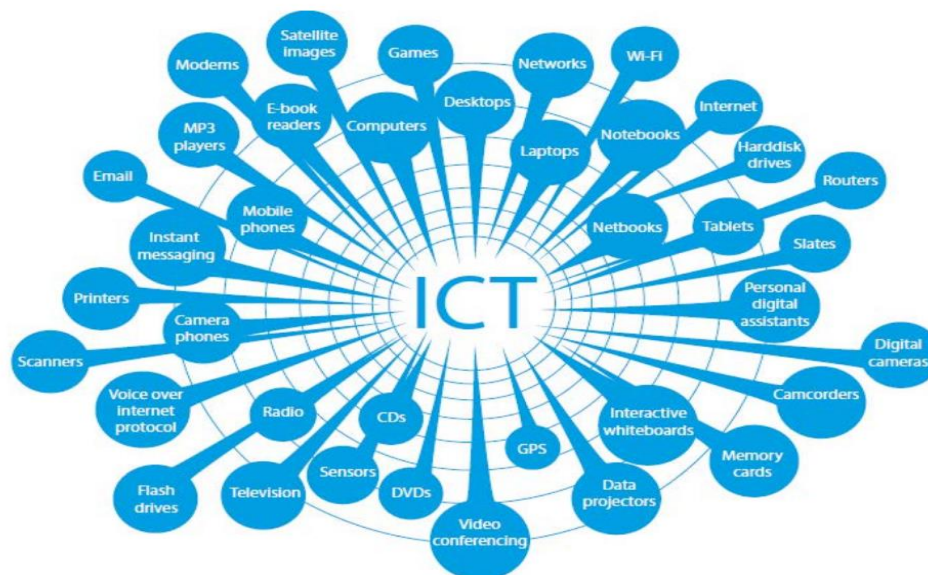 Satellite
images
Games
Networks
Wi-Fi
Modems
E-book
readers
Computers
Desktops
Laptops
Notebooks
Internet
MP3
players
Harddisk
drives
Email
Mobile
phones
Netbooks
Tablets
Routers
Instant
messaging
Slates
Printers
ICT
Personal
digital
assistants
Camera
phones
Scanners
Digital
cameras
Voice over
internet
protocol
Radio
CDs
GPS
Interactive
whiteboards
Camcorders
Memory
cards
Flash
drives
Television
Sensors
DVDs
Video
conferencing
Data
projectors